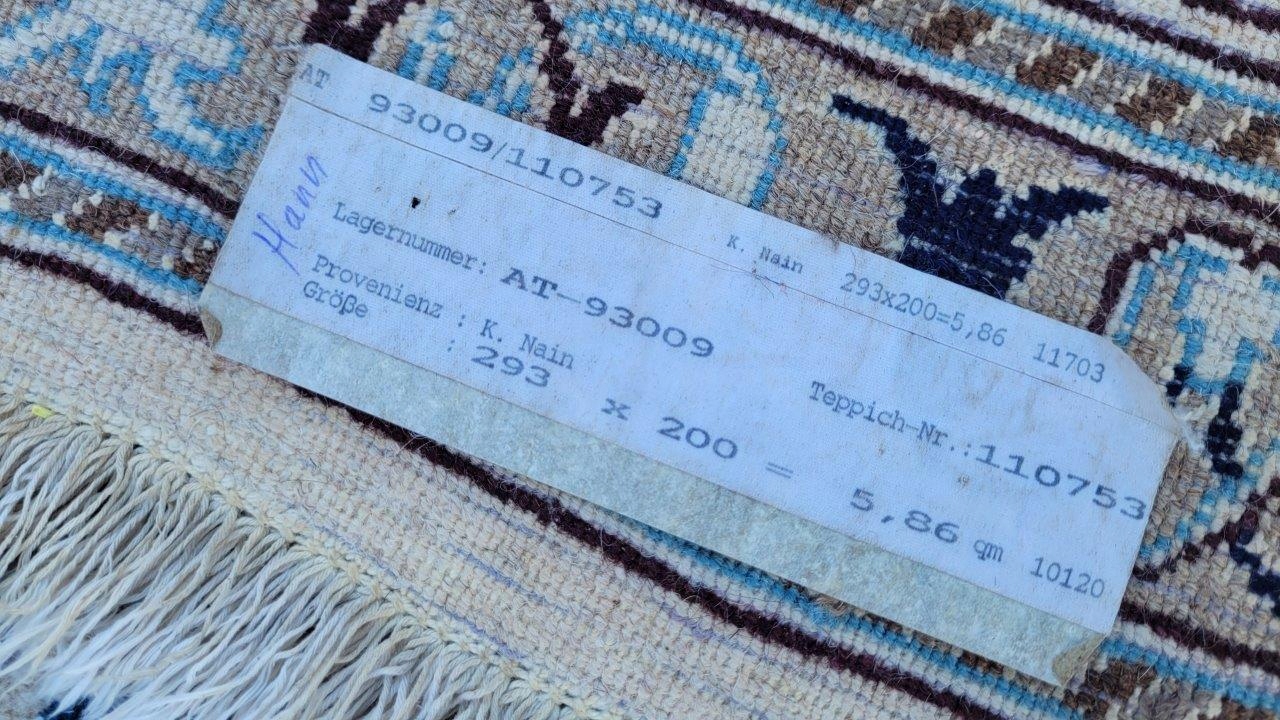 AT 93009/110753 K. Nain 293x200=5,86 11703
Hann
Lagernummer: AT-93009 Teppich-Nr.:110753
Provenienz : K. Nain
Größe : 293 x 200 = 5,86 qm 10120